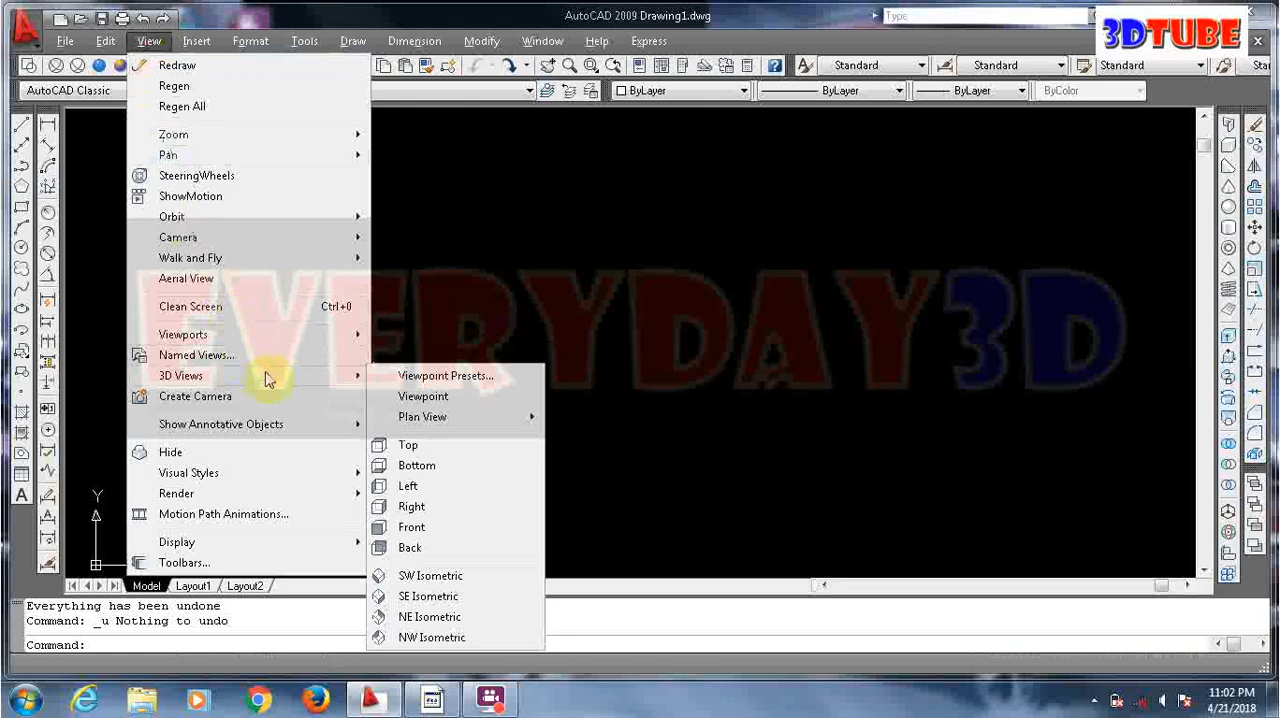 AutoCAD 2009 Drawing1.dwg
Type
3DTUBE
File Edit View Insert Format Tools Draw Dimension Modify Window Help Express
Standard Standard Standard
AutoCAD Classic ByLayer ByLayer ByLayer ByColor
Redraw
Regen
Regen All
Zoom
Pan
SteeringWheels
ShowMotion
Orbit
Camera
Walk and Fly
Aerial View
Clean Screen Ctrl+0
Viewports
Named Views...
3D Views
Create Camera
Show Annotative Objects
Hide
Visual Styles
Render
Motion Path Animations...
Display
Toolbars...
Viewpoint Presets...
Viewpoint
Plan View
Top
Bottom
Left
Right
Front
Back
SW Isometric
SE Isometric
NE Isometric
NW Isometric
EVERYDAY3D
Y
Model Layout1 Layout2
Everything has been undone
Command: _u Nothing to undo
Command:
11:02 PM
4/21/2018